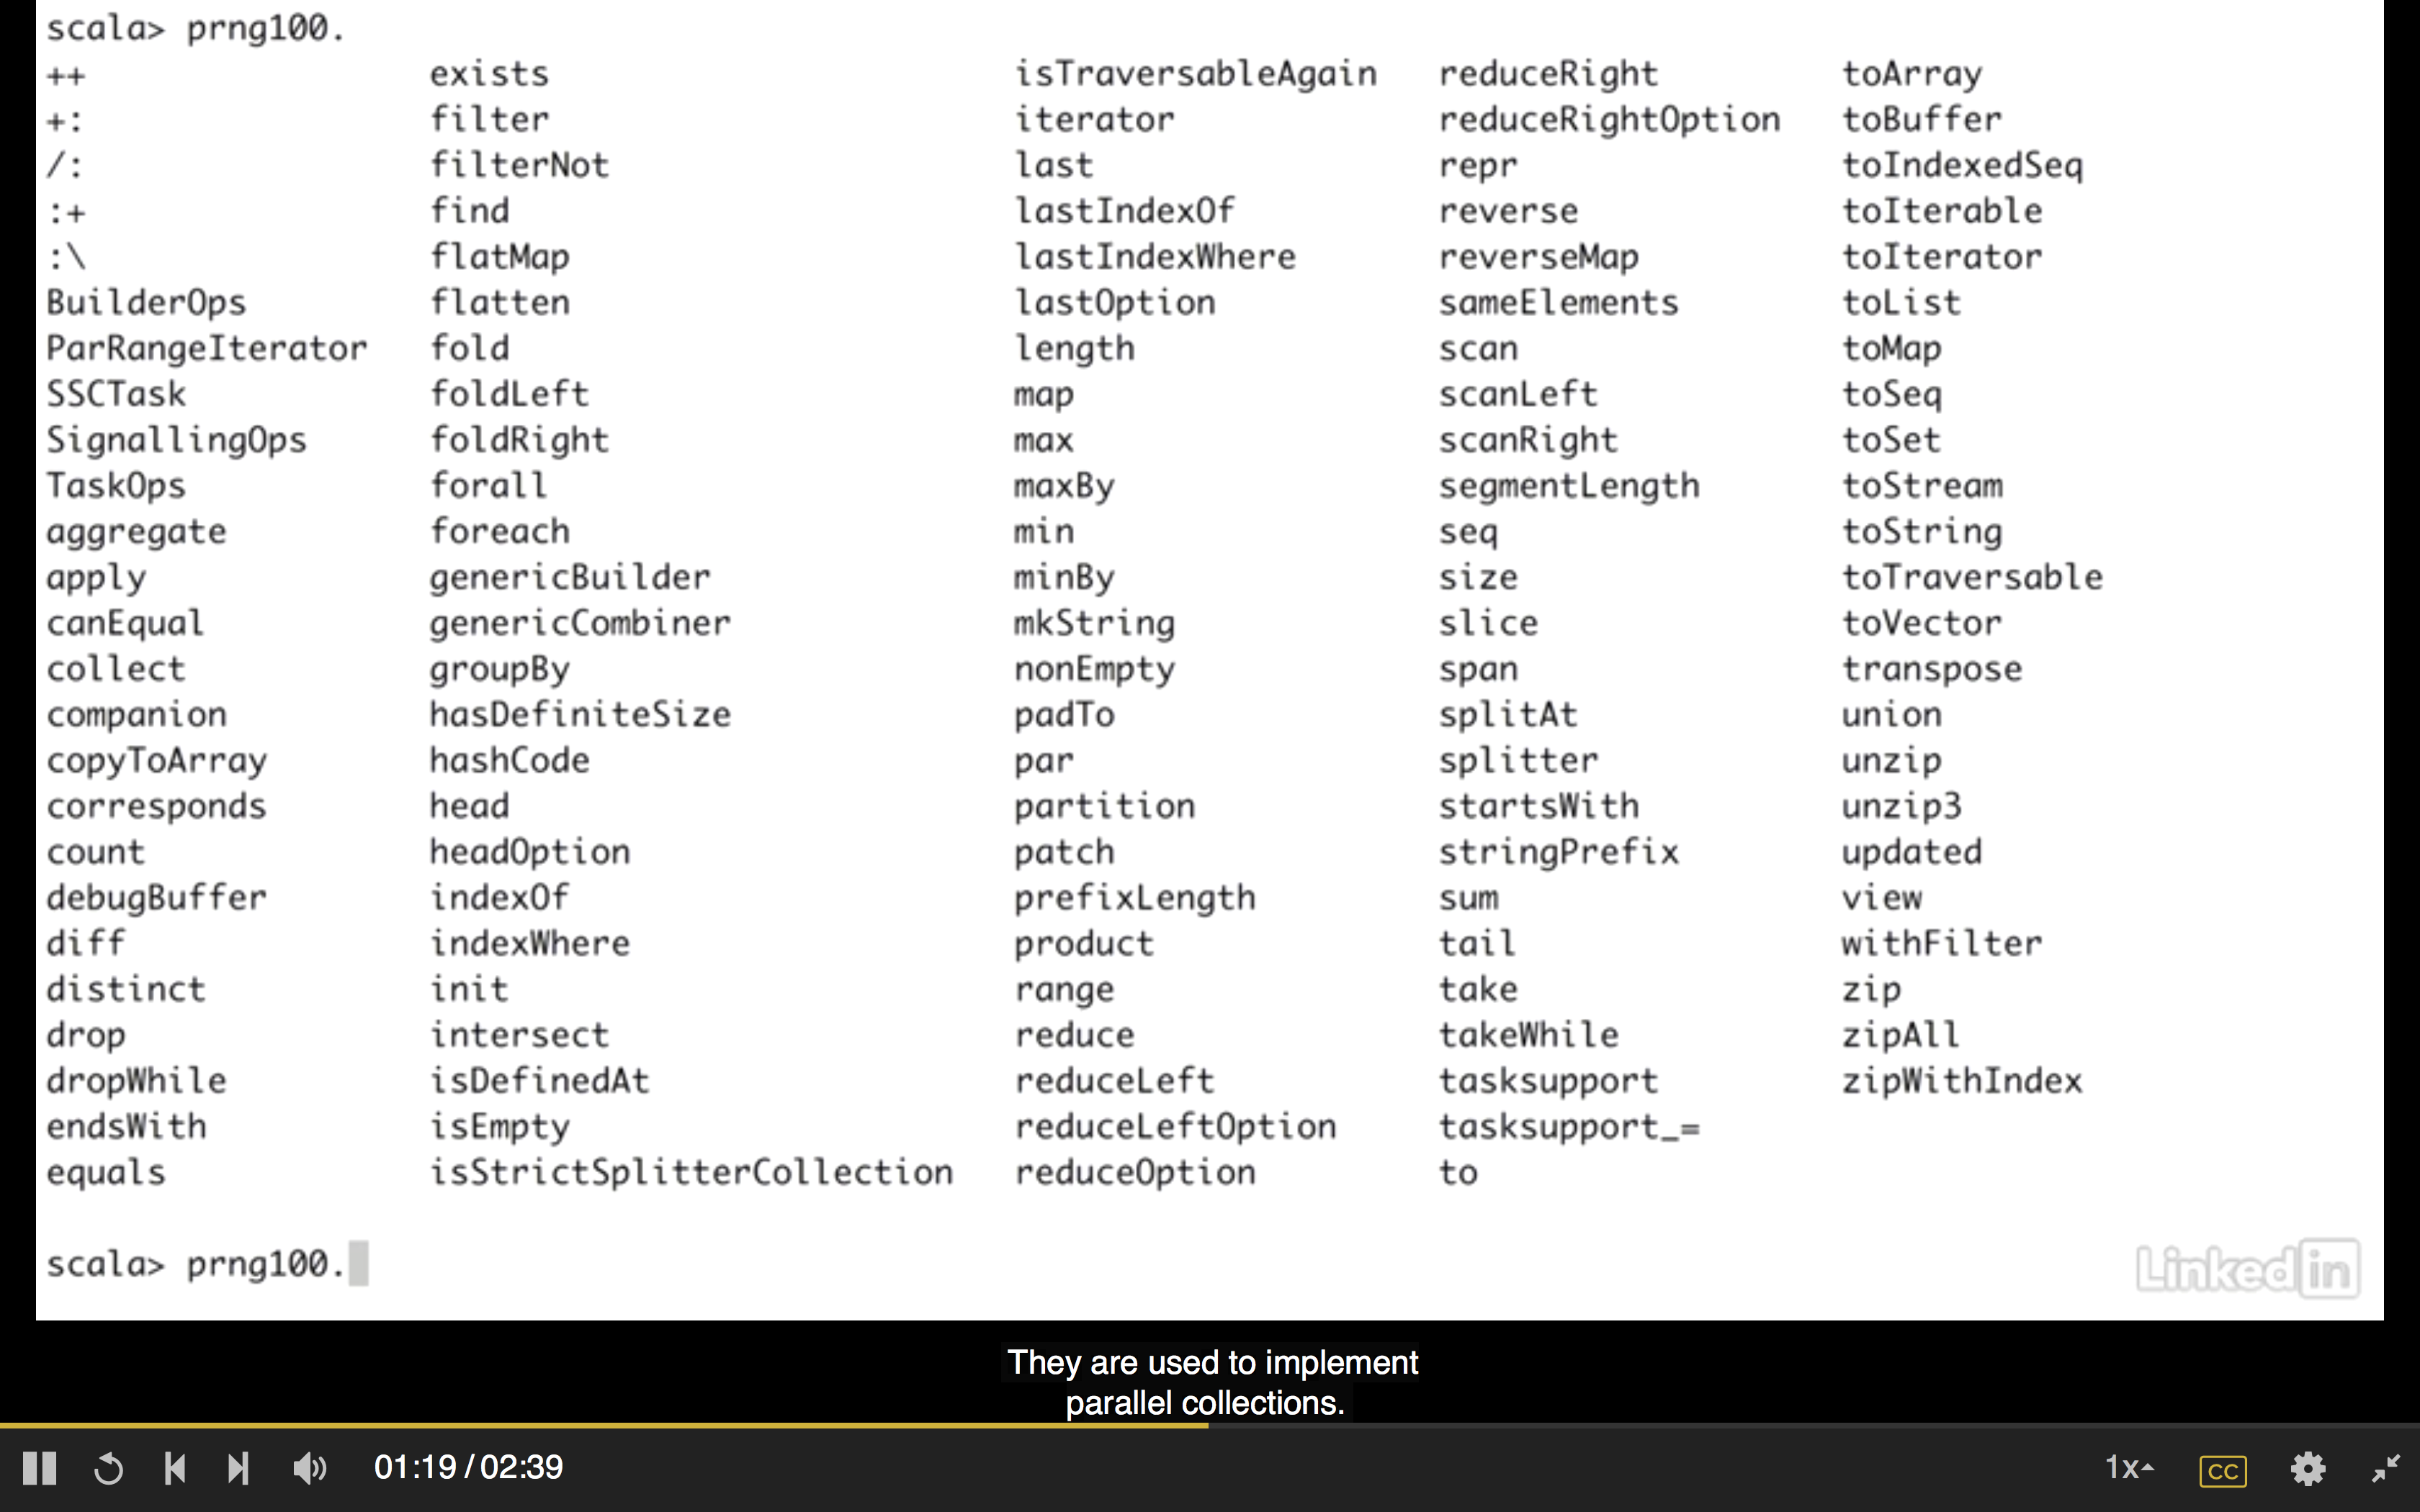 scala> prng100.
++ exists isTraversableAgain reduceRight toArray
+: filter iterator reduceRightOption toBuffer
/: filterNot last repr toIndexedSeq
:+ find lastIndexOf reverse toIterable
:\ flatMap lastIndexWhere reverseMap toIterator
BuilderOps flatten lastOption sameElements toList
ParRangeIterator fold length scan toMap
SSCTask foldLeft map scanLeft toSeq
SignallingOps foldRight max scanRight toSet
TaskOps forall maxBy segmentLength toStream
aggregate foreach min seq toString
apply genericBuilder minBy size toTraversable
canEqual genericCombiner mkString slice toVector
collect groupBy nonEmpty span transpose
companion hasDefiniteSize padTo splitAt union
copyToArray hashCode par splitter unzip
corresponds head partition startsWith unzip3
count headOption patch stringPrefix updated
debugBuffer indexOf prefixLength sum view
diff indexWhere product tail withFilter
distinct init range take zip
drop intersect reduce takeWhile zipAll
dropWhile isDefinedAt reduceLeft tasksupport zipWithIndex
endsWith isEmpty reduceLeftOption tasksupport_=
equals isStrictSplitterCollection reduceOption to
scala> prng100.
Linked in
They are used to implement
parallel collections.
01:19 / 02:39 1x CC